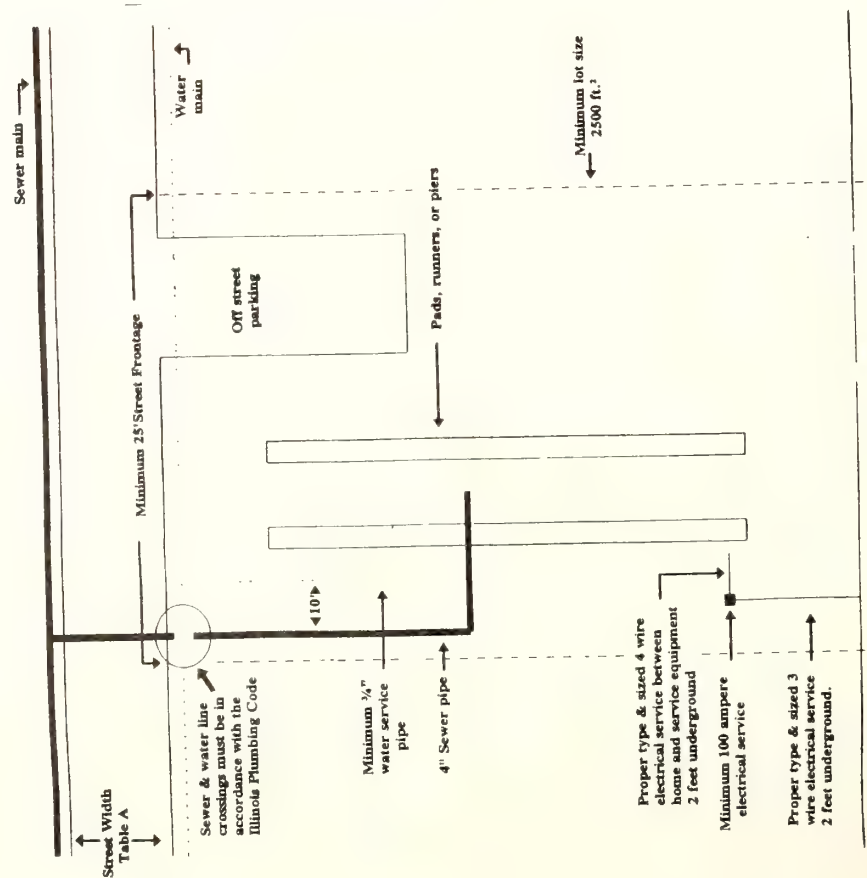 Sewer main
Minimum 25' Street Frontage
Water
main
Street Width
Table A
Off street
parking
Sewer & water line
crossings must be in
accordance with the
Illinois Plumbing Code
10'
Minimum ¾"
water service
pipe
4" Sewer pipe
Pads, runners, or piers
Minimum lot size
2500 ft.²
Proper type & sized 4 wire
electrical service between
home and service equipment
2 feet underground
Minimum 100 ampere
electrical service
Proper type & sized 3
wire electrical service
2 feet underground.